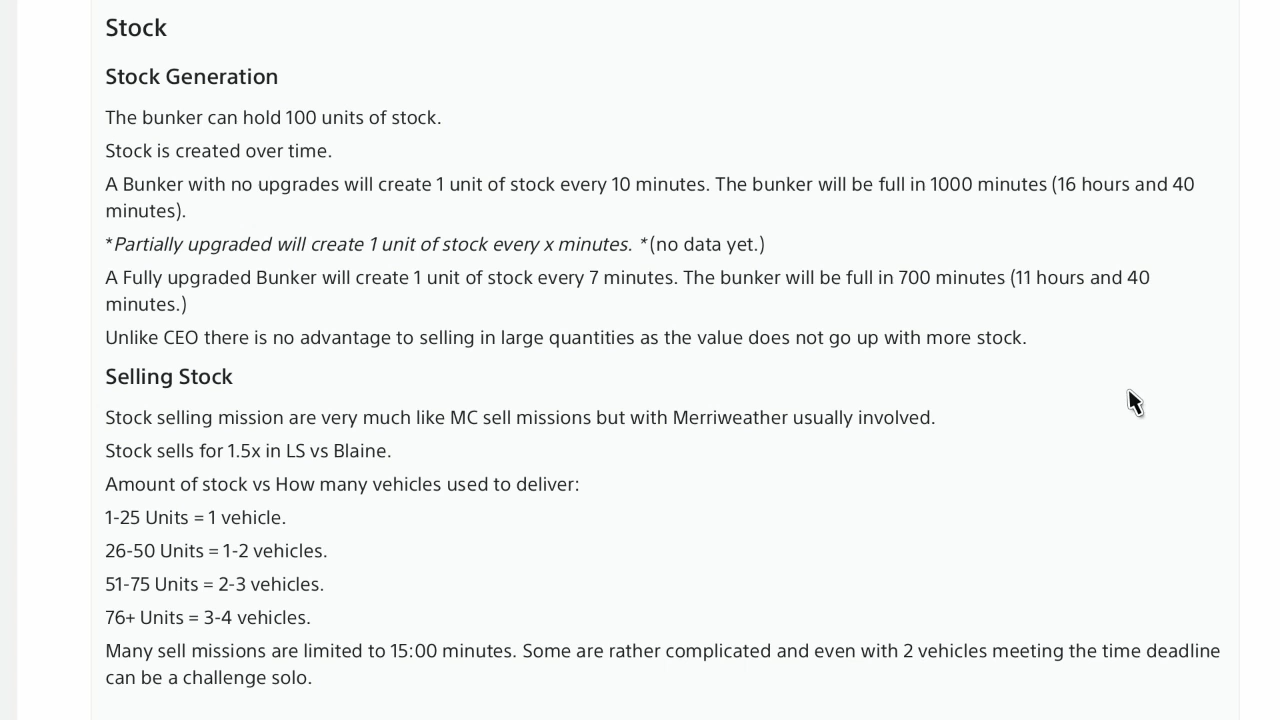 Stock
Stock Generation
The bunker can hold 100 units of stock.
Stock is created over time.
A Bunker with no upgrades will create 1 unit of stock every 10 minutes. The bunker will be full in 1000 minutes (16 hours and 40
minutes).
*Partially upgraded will create 1 unit of stock every x minutes. *(no data yet.)
A Fully upgraded Bunker will create 1 unit of stock every 7 minutes. The bunker will be full in 700 minutes (11 hours and 40
minutes.)
Unlike CEO there is no advantage to selling in large quantities as the value does not go up with more stock.
Selling Stock
Stock selling mission are very much like MC sell missions but with Merriweather usually involved.
Stock sells for 1.5x in LS vs Blaine.
Amount of stock vs How many vehicles used to deliver:
1-25 Units = 1 vehicle.
26-50 Units = 1-2 vehicles.
51-75 Units = 2-3 vehicles.
76+ Units = 3-4 vehicles.
Many sell missions are limited to 15:00 minutes. Some are rather complicated and even with 2 vehicles meeting the time deadline
can be a challenge solo.